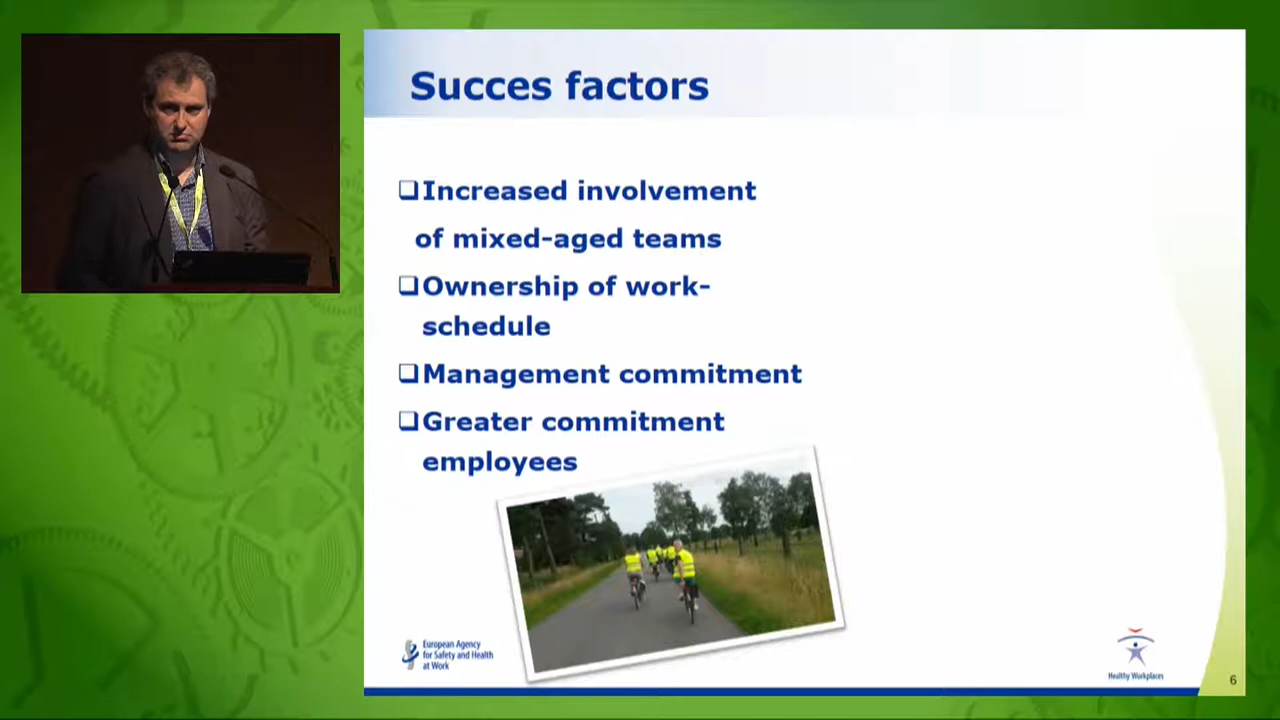 Succes factors
❑Increased involvement
of mixed-aged teams
❑Ownership of work-
schedule
❑Management commitment
❑Greater commitment
employees
European Agency
for Safety and Health
at Work
Healthy Workplaces
6